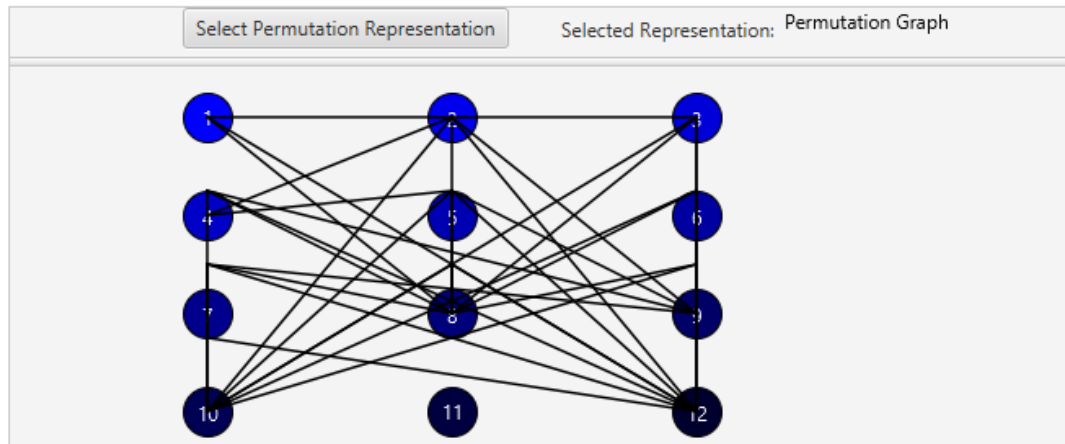 Select Permutation Representation Selected Representation: Permutation Graph
1 2 3
4 5 6
7 8 9
10 11 12